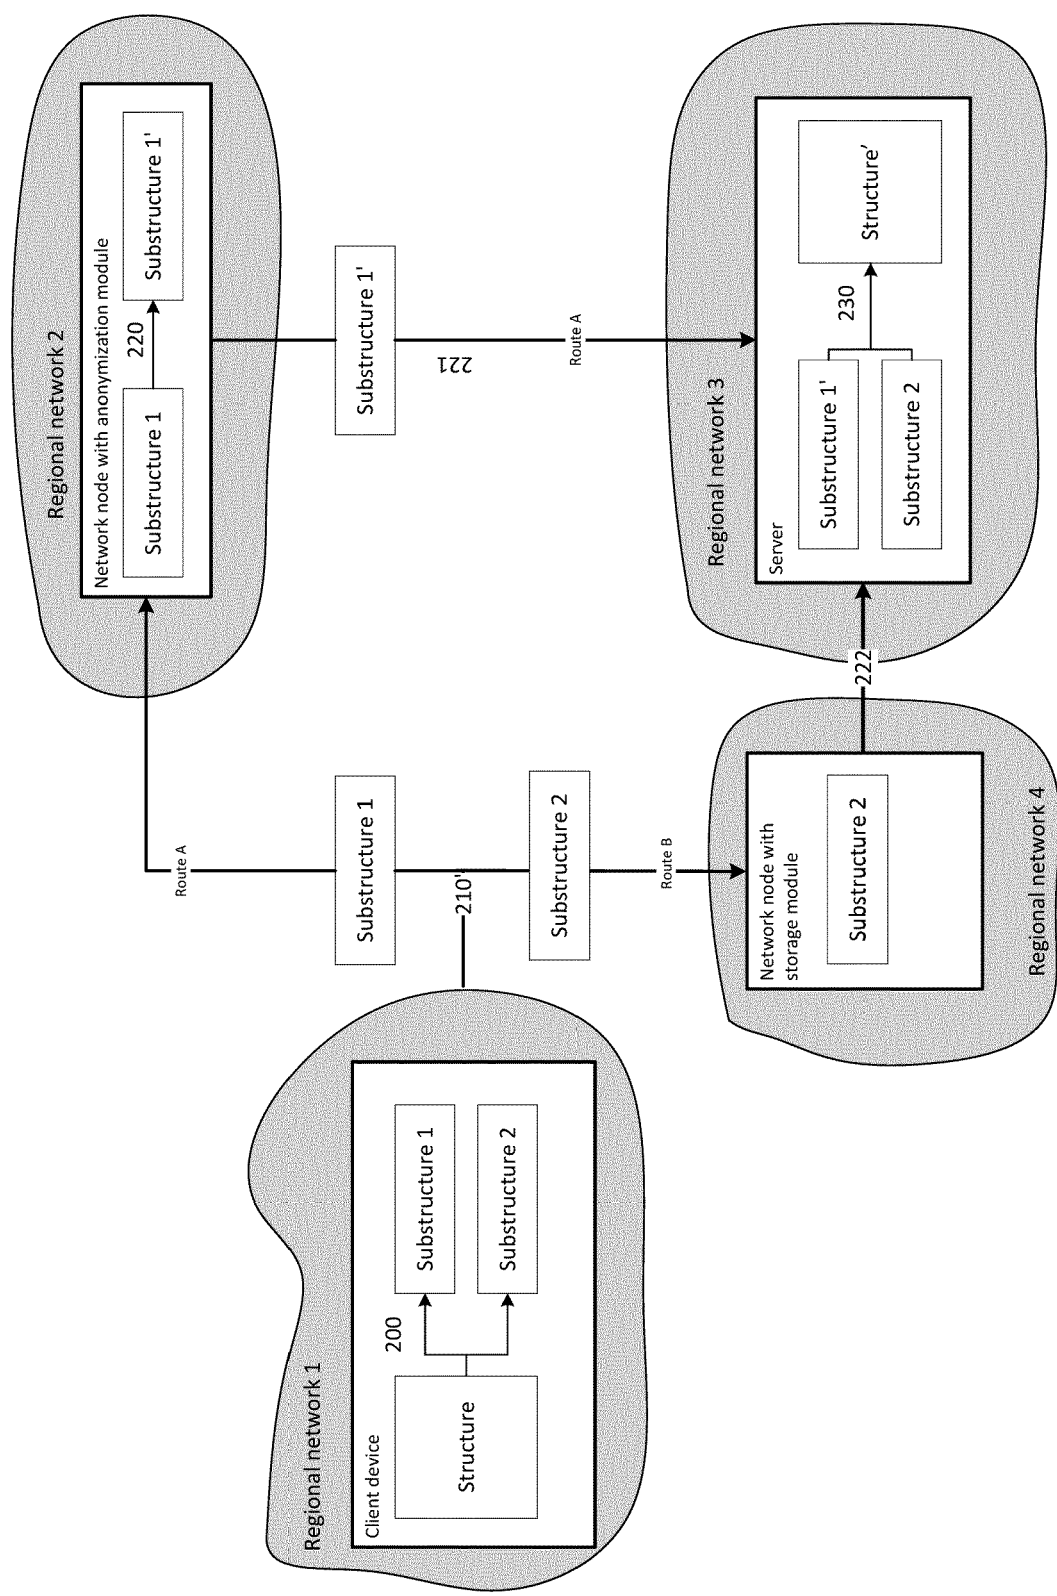 Regional network 1
Client device
Structure
200
Substructure 1
Substructure 2
210''
Substructure 1
Route A
Substructure 2
Route B
Regional network 2
Network node with anonymization module
Substructure 1
220
Substructure 1'
Substructure 1'
221
Route A
Regional network 4
Network node with
storage module
Substructure 2
222
Regional network 3
Server
Substructure 1'
Substructure 2
230
Structure’